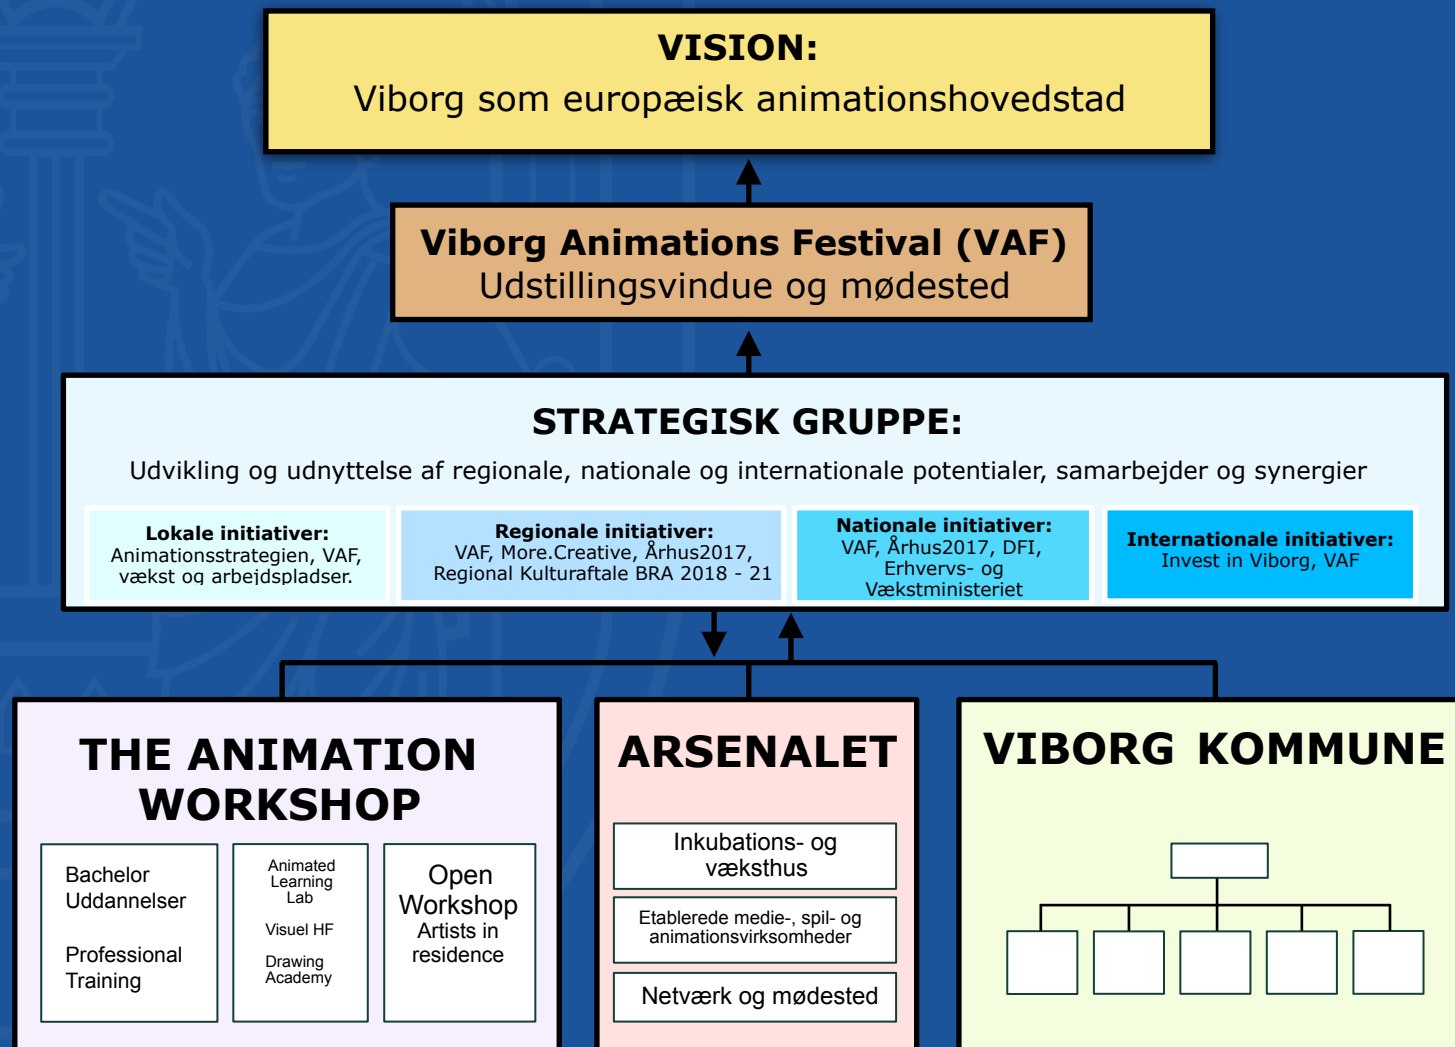 VISION:
Viborg som europæisk animationshovedstad
Viborg Animations Festival (VAF)
Udstillingsvindue og mødested
STRATEGISK GRUPPE:
Udvikling og udnyttelse af regionale, nationale og internationale potentialer, samarbejder og synergier
Lokale initiativer:
Animationsstrategien, VAF,
vækst og arbejdspladser.
Regionale initiativer:
VAF, More.Creative, Århus2017,
Regional Kulturaftale BRA 2018 - 21
Nationale initiativer:
VAF, Århus2017, DFI,
Erhvervs- og
Vækstministeriet
Internationale initiativer:
Invest in Viborg, VAF
THE ANIMATION
WORKSHOP
Bachelor
Uddannelser
Professional
Training
Animated
Learning
Lab
Visuel HF
Drawing
Academy
Open
Workshop
Artists in
residence
ARSENALET
Inkubations- og
væksthus
Etablerede medie-, spil- og
animationsvirksomheder
Netværk og mødested
VIBORG KOMMUNE